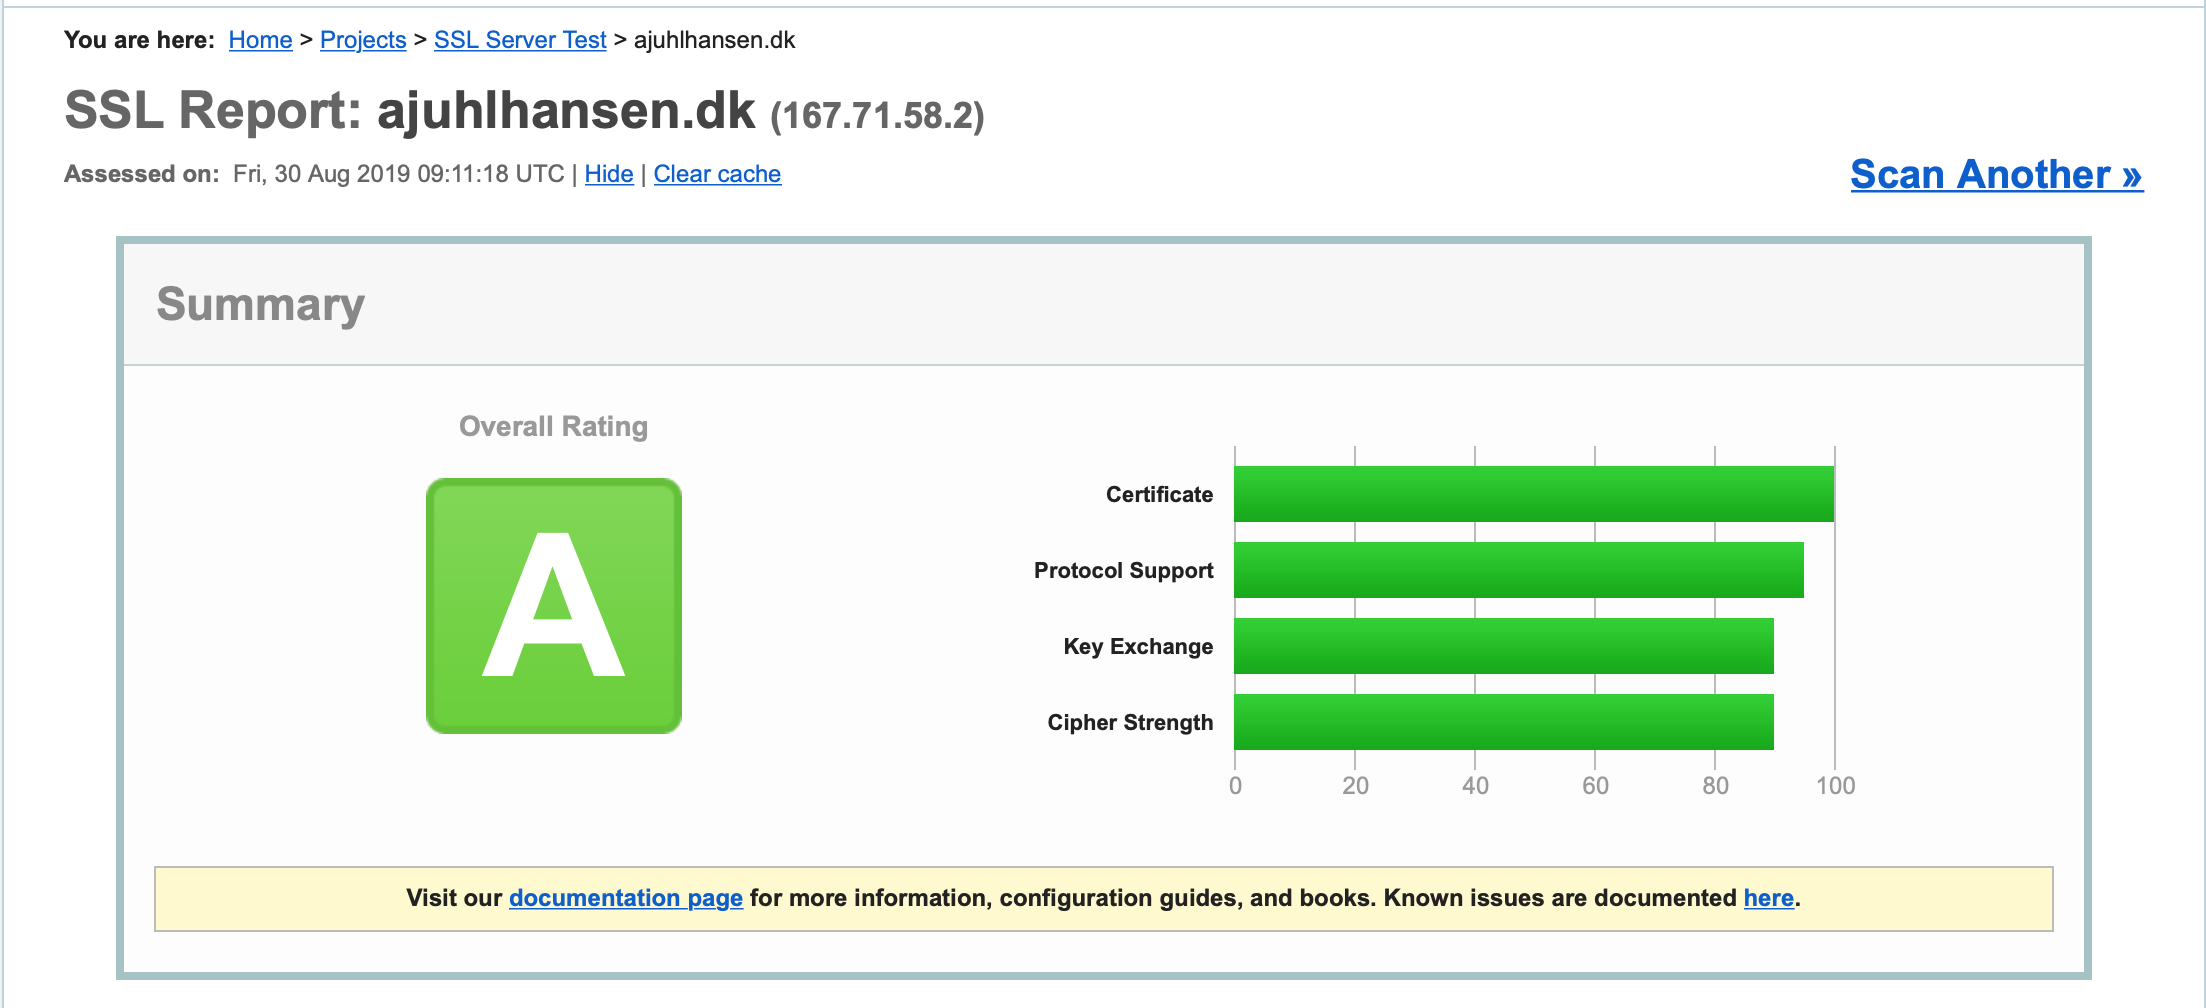 You are here: Home > Projects > SSL Server Test > ajuhlhansen.dk
SSL Report: ajuhlhansen.dk (167.71.58.2)
Assessed on: Fri, 30 Aug 2019 09:11:18 UTC | Hide | Clear cache
Scan Another »
Summary
Overall Rating
A
Certificate
Protocol Support
Key Exchange
Cipher Strength
0 20 40 60 80 100
Visit our documentation page for more information, configuration guides, and books. Known issues are documented here.